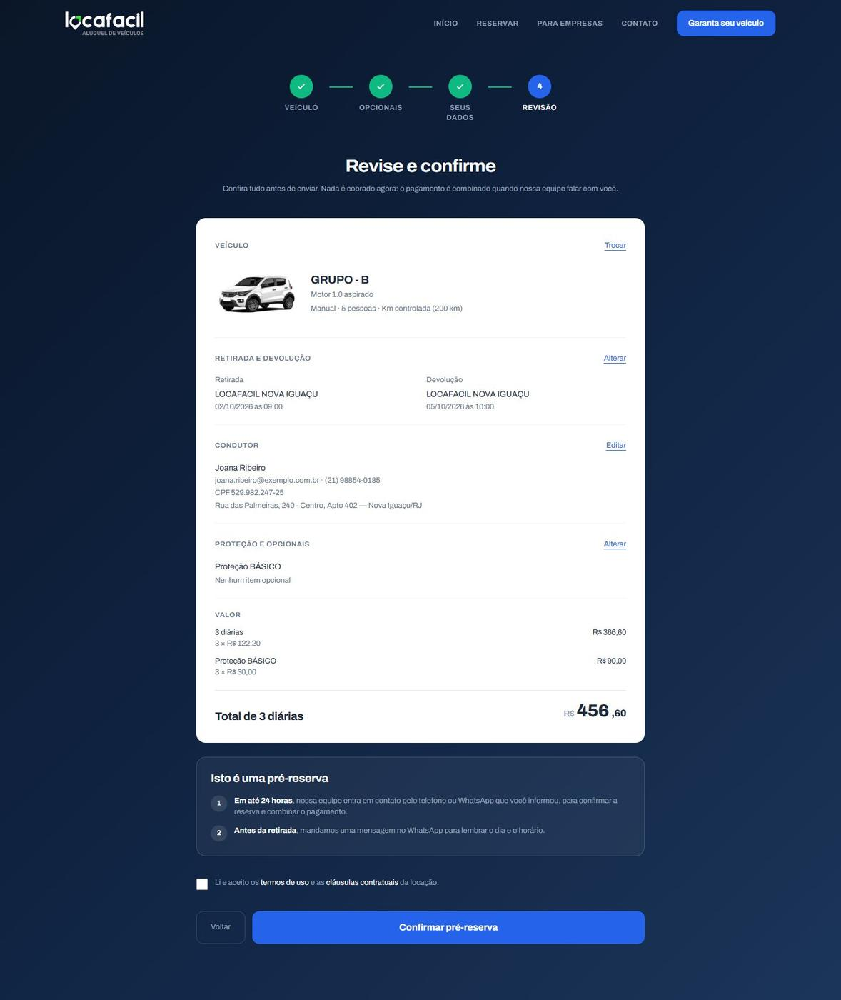 locafacil
ALUGUEL DE VEÍCULOS
INÍCIO
RESERVAR
PARA EMPRESAS
CONTATO
Garanta seu veículo
VEÍCULO
OPCIONAIS
SEUS
DADOS
4
REVISÃO
Revise e confirme
Confira tudo antes de enviar. Nada é cobrado agora: o pagamento é combinado quando nossa equipe falar com você.
VEÍCULO
Trocar
GRUPO - B
Motor 1.0 aspirado
Manual · 5 pessoas · Km controlada (200 km)
RETIRADA E DEVOLUÇÃO
Alterar
Retirada
LOCAFACIL NOVA IGUAÇU
02/10/2026 às 09:00
Devolução
LOCAFACIL NOVA IGUAÇU
05/10/2026 às 10:00
CONDUTOR
Editar
Joana Ribeiro
joana.ribeiro@exemplo.com.br · (21) 98854-0185
CPF 529.982.247-25
Rua das Palmeiras, 240 - Centro, Apto 402 — Nova Iguaçu/RJ
PROTEÇÃO E OPCIONAIS
Alterar
Proteção BÁSICO
Nenhum item opcional
VALOR
3 diárias
R$ 366,60
3 × R$ 122,20
Proteção BÁSICO
R$ 90,00
3 × R$ 30,00
Total de 3 diárias
R$ 456 ,60
Isto é uma pré-reserva
1
Em até 24 horas, nossa equipe entra em contato pelo telefone ou WhatsApp que você informou, para confirmar a
reserva e combinar o pagamento.
2
Antes da retirada, mandamos uma mensagem no WhatsApp para lembrar o dia e o horário.
Li e aceito os termos de uso e as cláusulas contratuais da locação.
Voltar
Confirmar pré-reserva